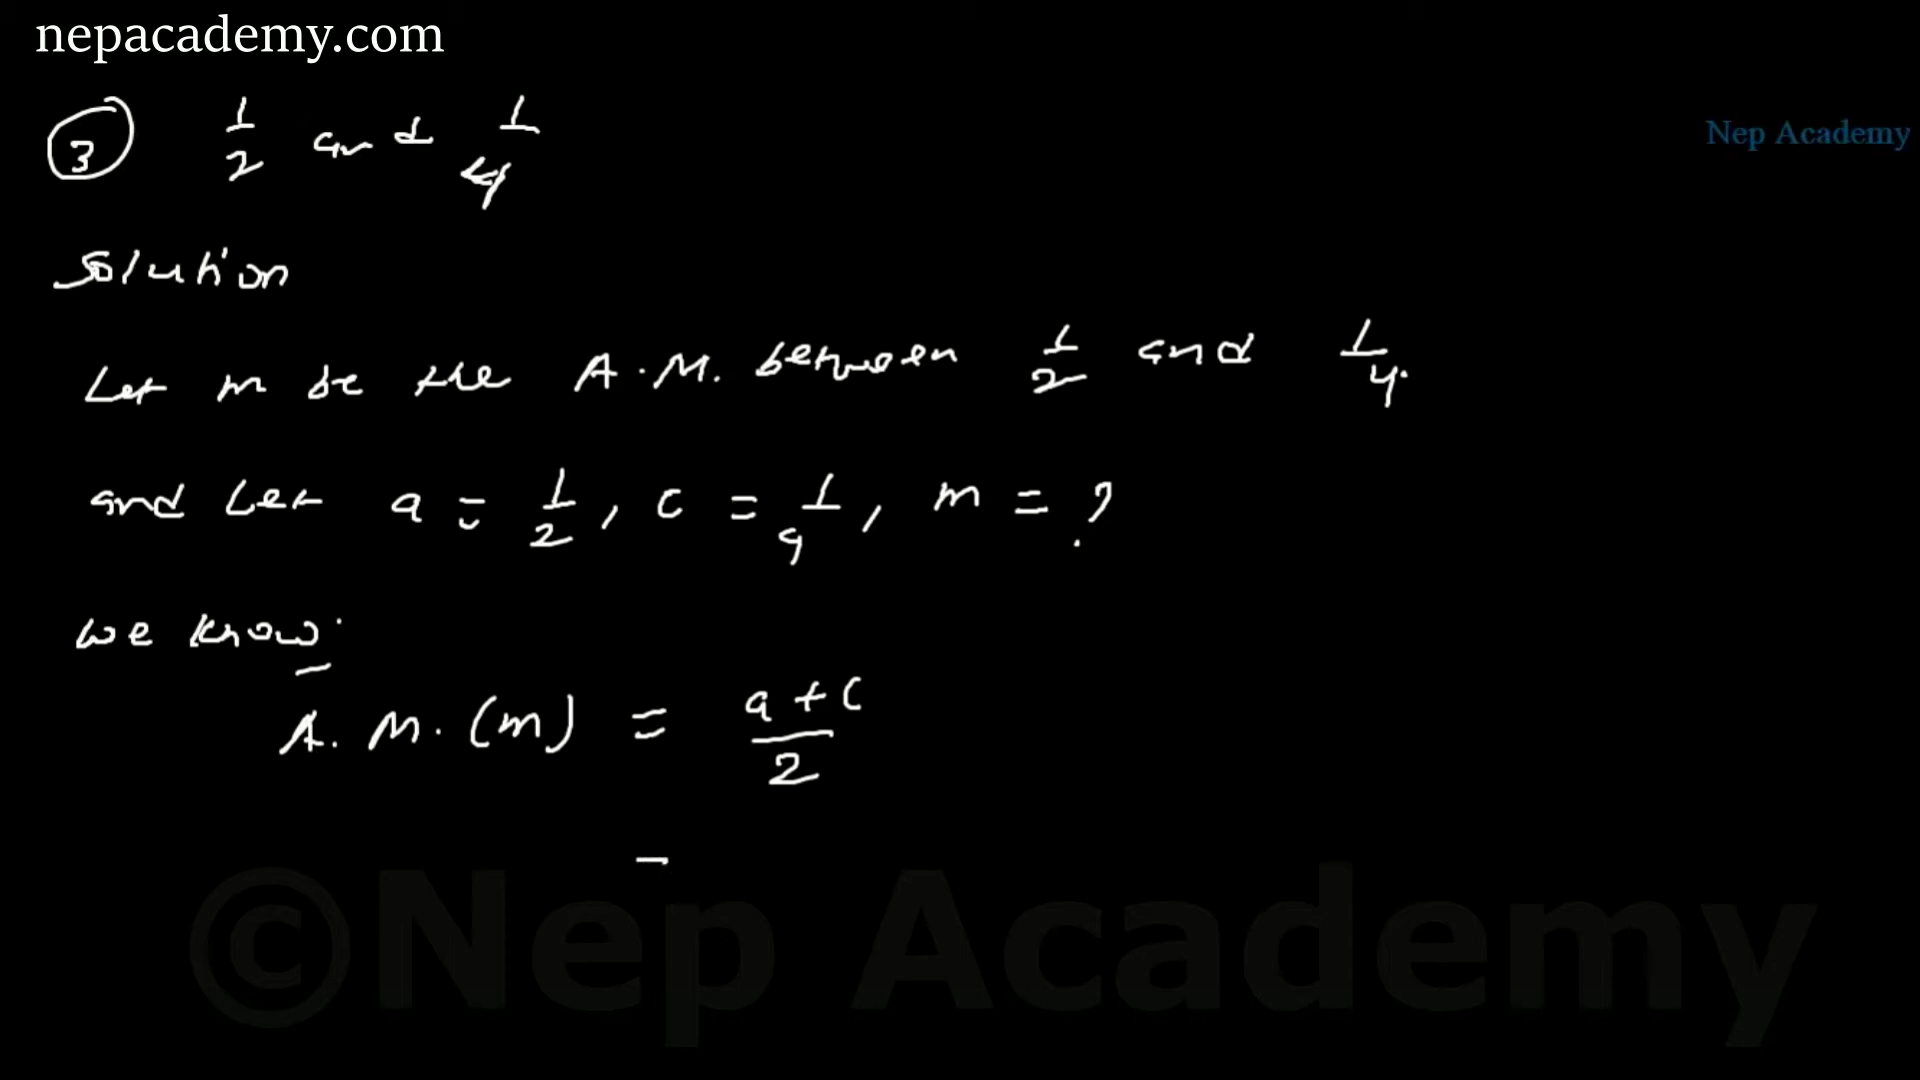 nepacademy.com
Nep Academy
3 1/2 and 1/4
Solution
Let m be the A.M. between 1/2 and 1/4.
and Let a = 1/2, c = 1/4, m = ?
we know.
A.M.(m) = (a+c)/2
©Nep Academy